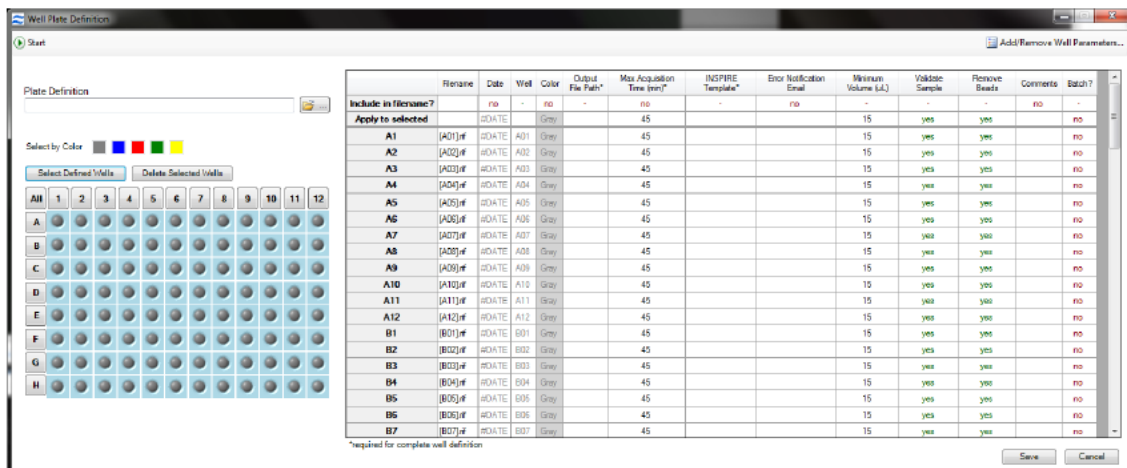 Well Plate Definition
Start
Add/Remove Well Parameters...
Plate Definition
...
Select by Color
Select Defined Wells Delete Selected Wells
All 1 2 3 4 5 6 7 8 9 10 11 12
A
B
C
D
E
F
G
H
Filename Date Well Color Output File Path* Max Acquisition Time (min)* INSPIRE Template* Error Notification Email Minimum Volume (uL) Validate Sample Remove Beads Comments Batch?
Include in filename? no - no - no - no - - - no -
Apply to selected #DATE Gray 45 15 yes yes no
A1 [A01].rif #DATE A01 Gray 45 15 yes yes no
A2 [A02].rif #DATE A02 Gray 45 15 yes yes no
A3 [A03].rif #DATE A03 Gray 45 15 yes yes no
A4 [A04].rif #DATE A04 Gray 45 15 yes yes no
A5 [A05].rif #DATE A05 Gray 45 15 yes yes no
A6 [A06].rif #DATE A06 Gray 45 15 yes yes no
A7 [A07].rif #DATE A07 Gray 45 15 yes yes no
A8 [A08].rif #DATE A08 Gray 45 15 yes yes no
A9 [A09].rif #DATE A09 Gray 45 15 yes yes no
A10 [A10].rif #DATE A10 Gray 45 15 yes yes no
A11 [A11].rif #DATE A11 Gray 45 15 yes yes no
A12 [A12].rif #DATE A12 Gray 45 15 yes yes no
B1 [B01].rif #DATE B01 Gray 45 15 yes yes no
B2 [B02].rif #DATE B02 Gray 45 15 yes yes no
B3 [B03].rif #DATE B03 Gray 45 15 yes yes no
B4 [B04].rif #DATE B04 Gray 45 15 yes yes no
B5 [B05].rif #DATE B05 Gray 45 15 yes yes no
B6 [B06].rif #DATE B06 Gray 45 15 yes yes no
B7 [B07].rif #DATE B07 Gray 45 15 yes yes no
*required for complete well definition
Save Cancel